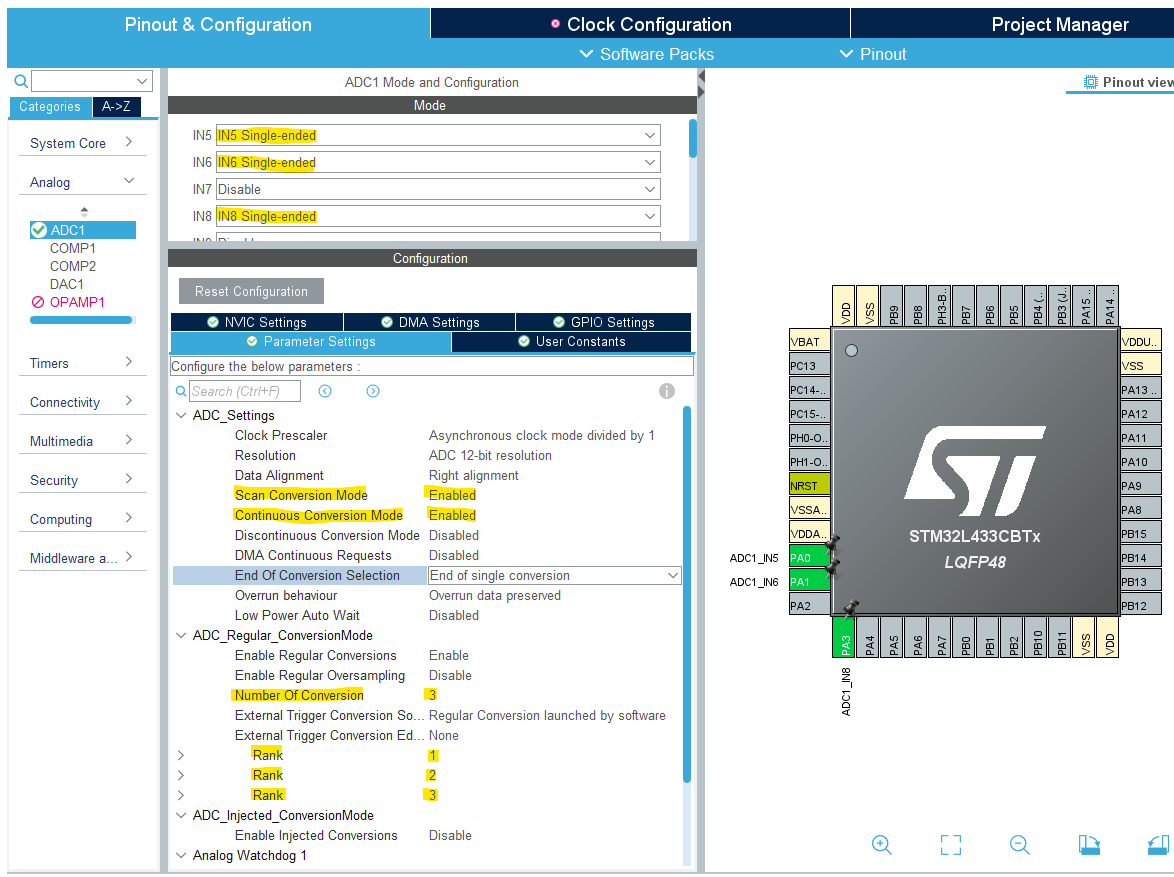 Pinout & Configuration
Clock Configuration
Project Manager
Software Packs
Pinout
Categories
A->Z
System Core
Analog
ADC1
COMP1
COMP2
DAC1
OPAMP1
Timers
Connectivity
Multimedia
Security
Computing
Middleware a...
ADC1 Mode and Configuration
Mode
IN5 IN5 Single-ended
IN6 IN6 Single-ended
IN7 Disable
IN8 IN8 Single-ended
Configuration
Reset Configuration
NVIC Settings
DMA Settings
GPIO Settings
Parameter Settings
User Constants
Configure the below parameters :
Search (Ctrl+F)
ADC_Settings
Clock Prescaler Asynchronous clock mode divided by 1
Resolution ADC 12-bit resolution
Data Alignment Right alignment
Scan Conversion Mode Enabled
Continuous Conversion Mode Enabled
Discontinuous Conversion Mode Disabled
DMA Continuous Requests Disabled
End Of Conversion Selection End of single conversion
Overrun behaviour Overrun data preserved
Low Power Auto Wait Disabled
ADC_Regular_ConversionMode
Enable Regular Conversions Enable
Enable Regular Oversampling Disable
Number Of Conversion 3
External Trigger Conversion So... Regular Conversion launched by software
External Trigger Conversion Ed... None
Rank 1
Rank 2
Rank 3
ADC_Injected_ConversionMode
Enable Injected Conversions Disable
Analog Watchdog 1
Pinout view
VDD
VSS
PB9
PB8
PH3-B..
PB7
PB6
PB5
PB4 (..
PB3 (J..
PA15 ..
PA14 ..
VBAT
PC13
PC14-..
PC15-..
PH0-O..
PH1-O..
NRST
VSSA..
VDDA..
ADC1_IN5 PA0
ADC1_IN6 PA1
PA2
STM32L433CBTx
LQFP48
VDDU..
VSS
PA13 ..
PA12
PA11
PA10
PA9
PA8
PB15
PB14
PB13
PB12
PA3
PA4
PA5
PA6
PA7
PB0
PB1
PB2
PB10
PB11
VSS
VDD
ADC1_IN8